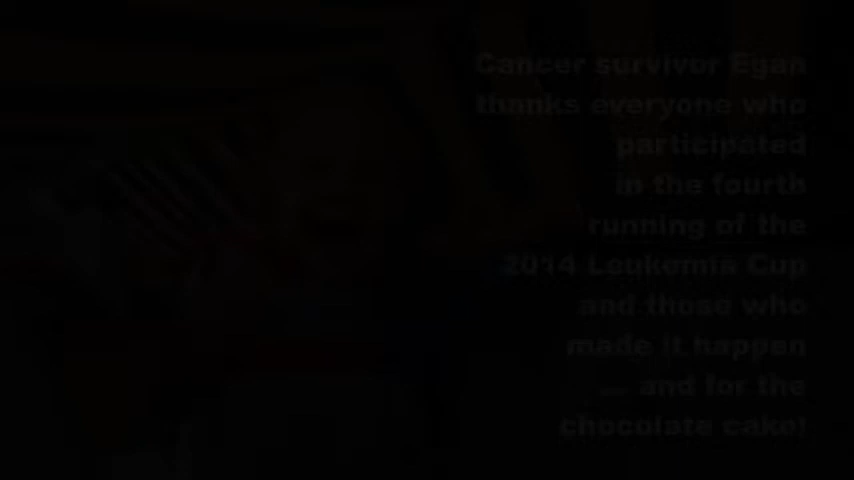 Cancer survivor Egan
thanks everyone who
participated
in the fourth
running of the
2014 Leukemia Cup
and those who
made it happen
... and for the
chocolate cake!